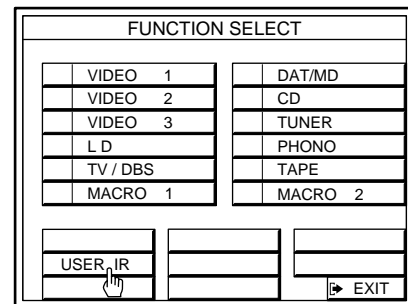 FUNCTION SELECT
VIDEO 1
VIDEO 2
VIDEO 3
L D
TV / DBS
MACRO 1
DAT/MD
CD
TUNER
PHONO
TAPE
MACRO 2
USER IR
EXIT